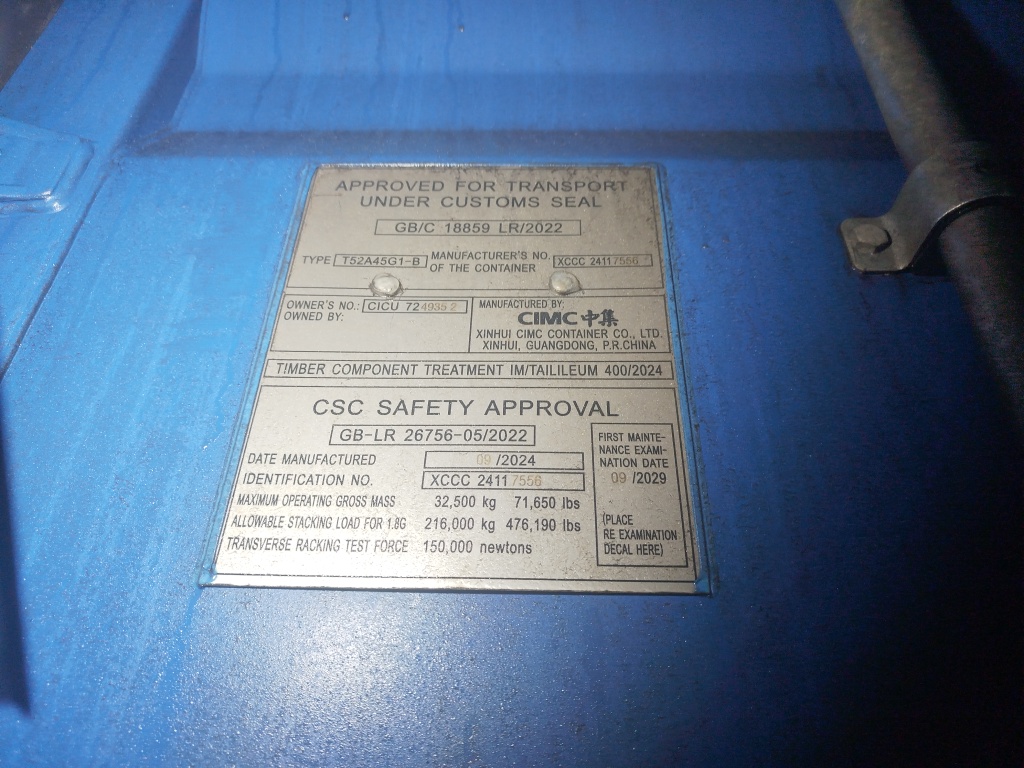 APPROVED FOR TRANSPORT
UNDER CUSTOMS SEAL
GB/C 18859 LR/2022
TYPE T52A45G1-B MANUFACTURER'S NO. OF THE CONTAINER XCCC 24117556
OWNER'S NO.: CICU 724935 2
OWNED BY:
MANUFACTURED BY:
CIMC中集
XINHUI CIMC CONTAINER CO., LTD.
XINHUI, GUANGDONG, P.R.CHINA
TIMBER COMPONENT TREATMENT IM/TAILILEUM 400/2024
CSC SAFETY APPROVAL
GB-LR 26756-05/2022
DATE MANUFACTURED 09/2024
IDENTIFICATION NO. XCCC 24117556
MAXIMUM OPERATING GROSS MASS 32,500 kg 71,650 lbs
ALLOWABLE STACKING LOAD FOR 1.8G 216,000 kg 476,190 lbs
TRANSVERSE RACKING TEST FORCE 150,000 newtons
FIRST MAINTE-
NANCE EXAMI-
NATION DATE
09 /2029
(PLACE
RE EXAMINATION
DECAL HERE)